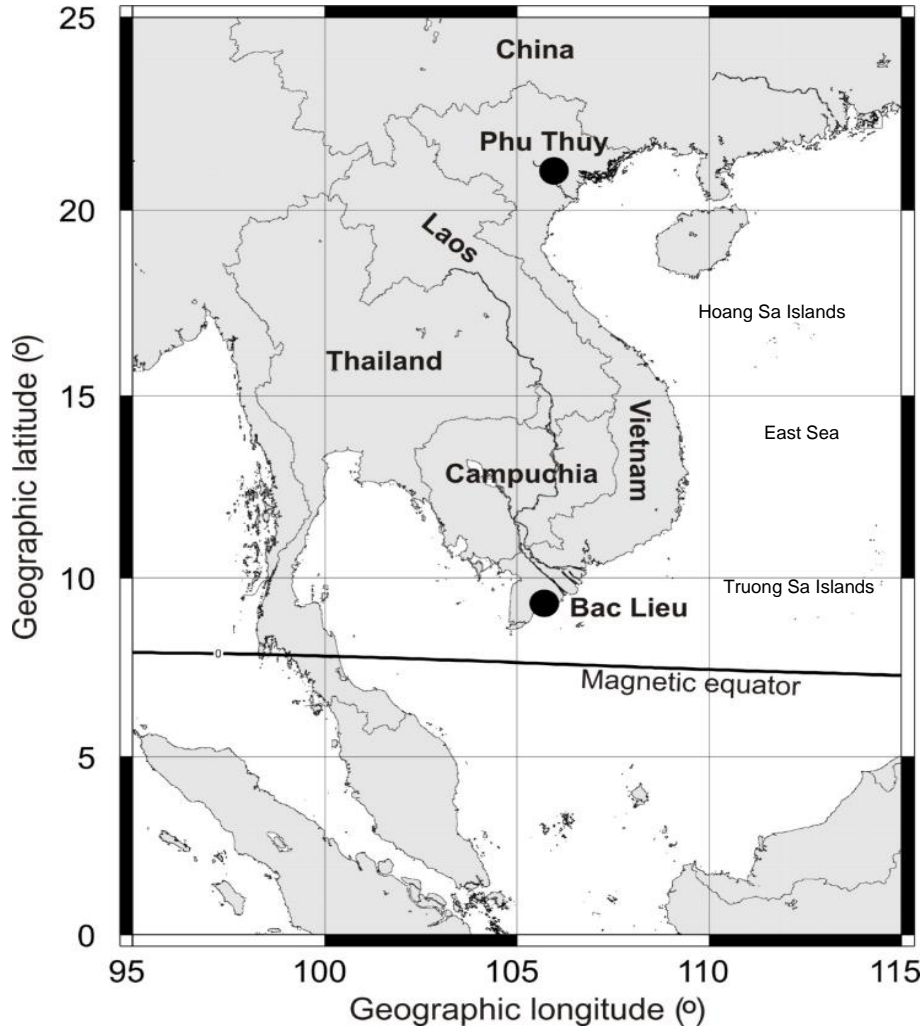 25
China
Phu Thuy
20
Laos
Hoang Sa Islands
Thailand
15
Vietnam
East Sea
Campuchia
10
Truong Sa Islands
Bac Lieu
0
Magnetic equator
5
0
95
100
105
110
115
Geographic latitude (º)
Geographic longitude (º)